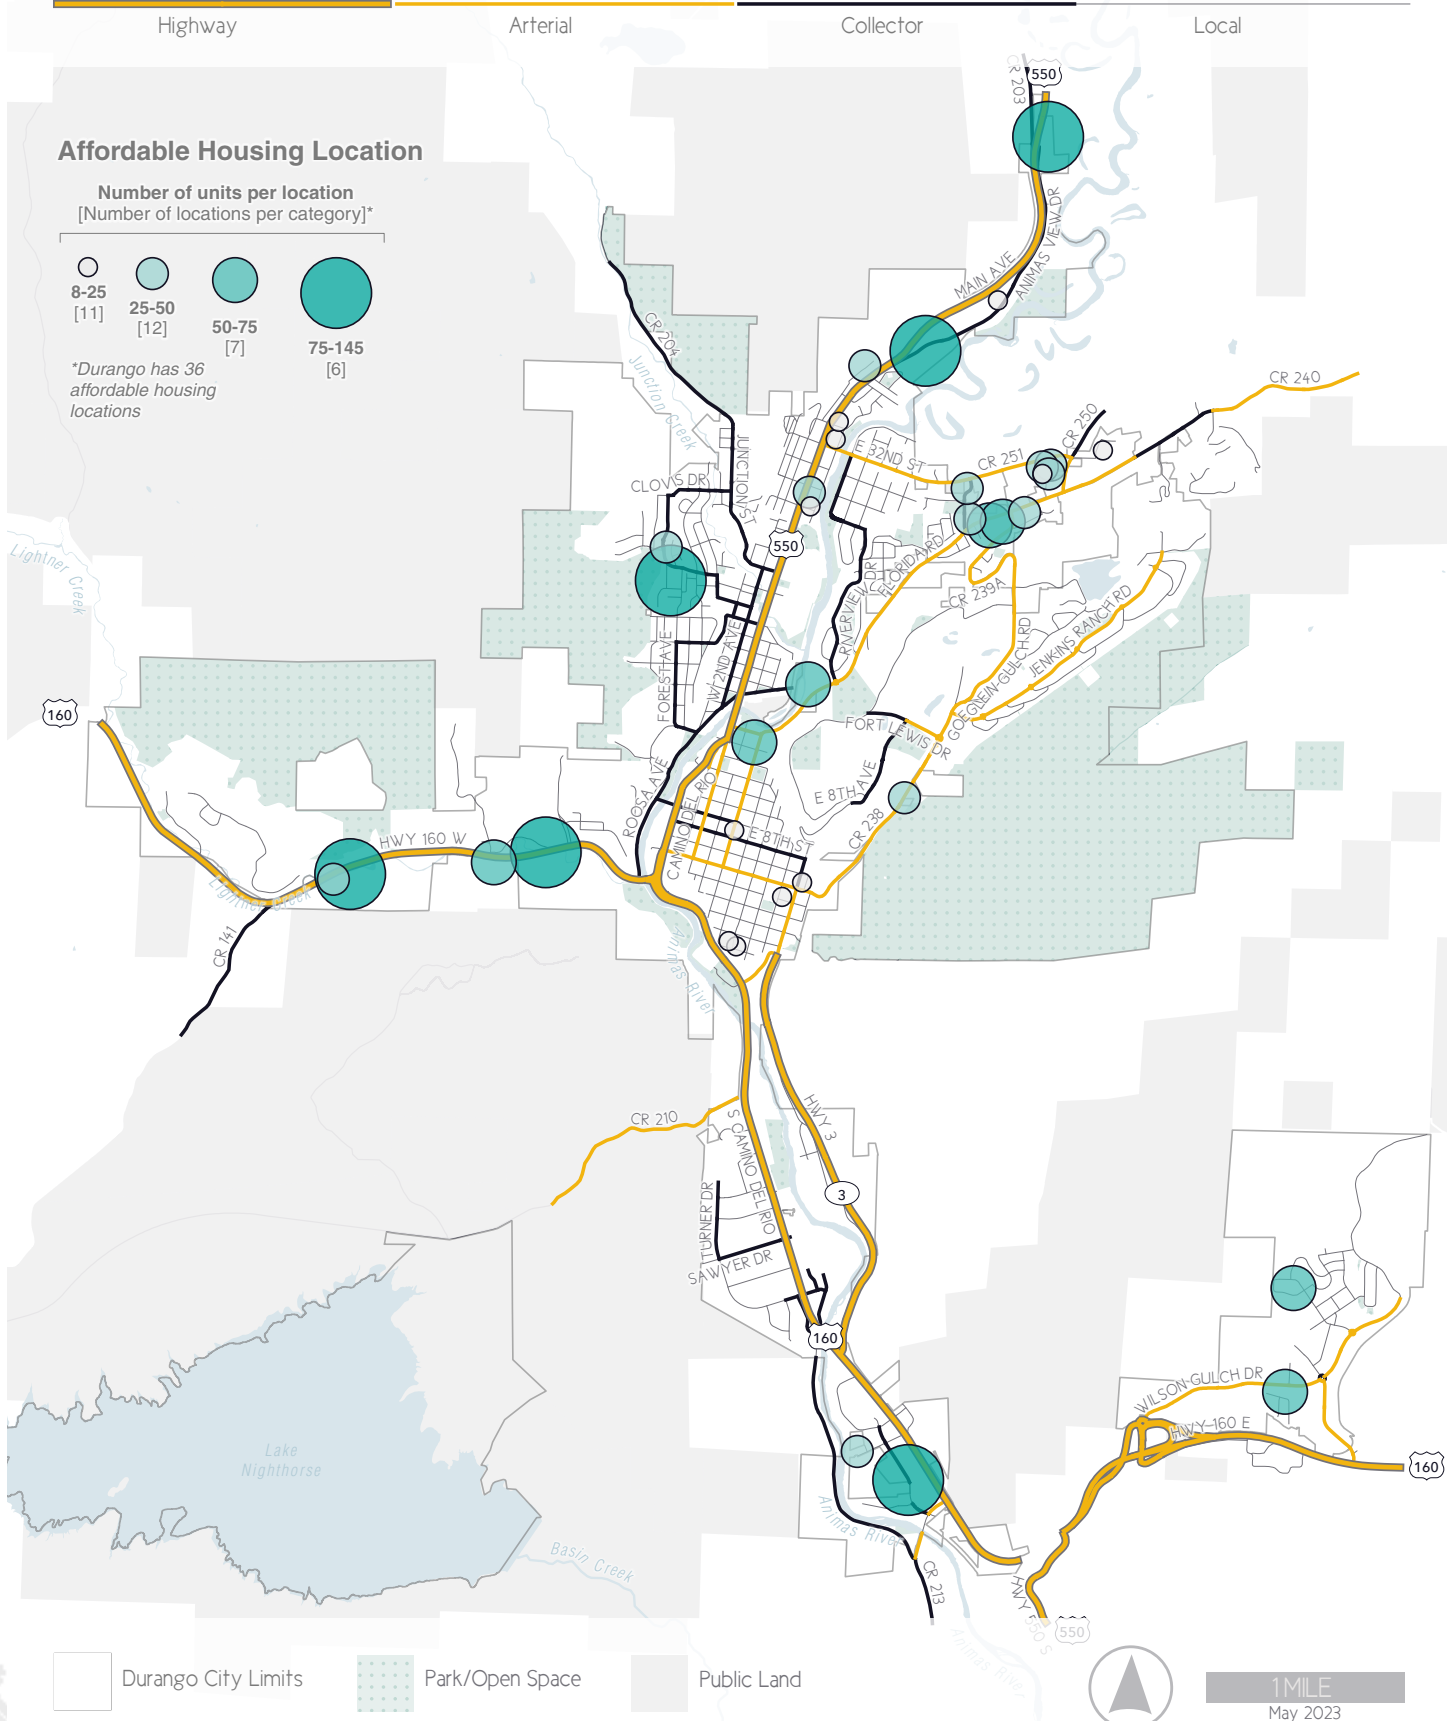 Highway
Arterial
Collector
Local
CR 203
550
Affordable Housing Location
Number of units per location
[Number of locations per category]*
8-25
[11]
25-50
[12]
50-75
[7]
75-145
[6]
*Durango has 36
affordable housing
locations
ANIMAS VIEW DR
MAIN AVE
CR 204
Junction Creek
CR 240
CR 250
E 32ND ST
CR 251
JUNCTION ST
CLOVIS DR
550
Lightner Creek
FLORIDA RD
RIVERVIEW DR
CR 239A
JENKINS RANCH RD
GOEGLEIN GULCH RD
FOREST AVE
W 2ND AVE
160
FORT LEWIS DR
E 8TH AVE
ROOSA AVE
CAMINO DEL RIO
E 8TH ST
CR 238
HWY 160 W
Lightner Creek
CR 141
Animas River
CR 210
HWY 3
S CAMINO DEL RIO
3
TURNER DR
SAWYER DR
160
WILSON GULCH DR
HWY 160 E
160
Lake
Nighthorse
Animas River
Basin Creek
CR 213
HWY 550 S
550
Animas River
Durango City Limits
Park/Open Space
Public Land
1 MILE
May 2023